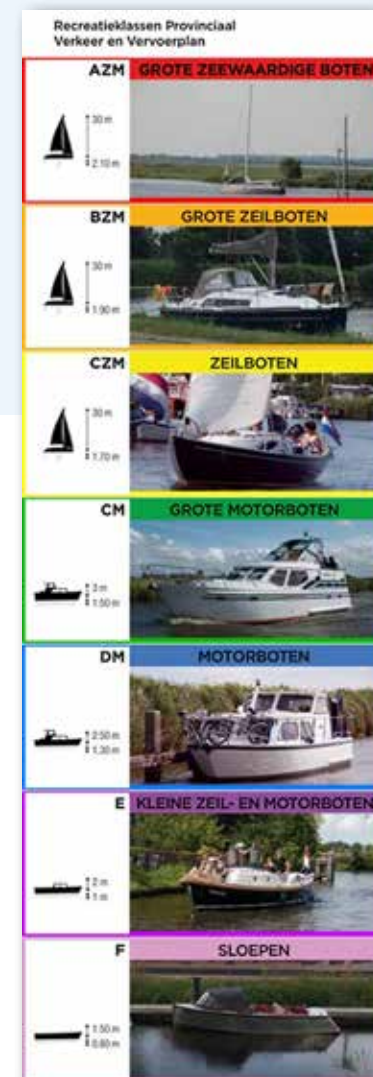 Recreatieklassen Provinciaal
Verkeer en Vervoerplan
AZM GROTE ZEEWAARDIGE BOTEN
30 m
2.10 m
BZM GROTE ZEILBOTEN
30 m
1.90 m
CZM ZEILBOTEN
30 m
1,70 m
CM GROTE MOTORBOTEN
3 m
1.50 m
DM MOTORBOTEN
2.50 m
1,30 m
E KLEINE ZEIL- EN MOTORBOTEN
2 m
1 m
F SLOEPEN
1.50 m
0.80 m